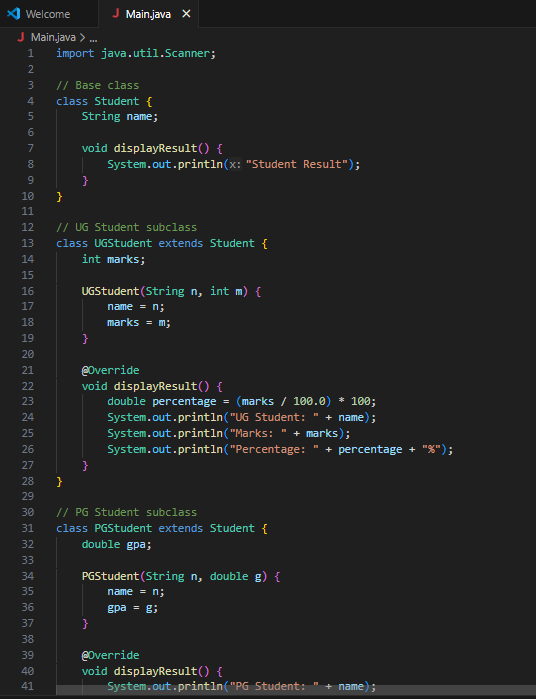 Welcome
J Main.java ×
J Main.java > ...
1 import java.util.Scanner;
2
3 // Base class
4 class Student {
5     String name;
6
7     void displayResult() {
8         System.out.println(x: "Student Result");
9     }
10 }
11
12 // UG Student subclass
13 class UGStudent extends Student {
14     int marks;
15
16     UGStudent(String n, int m) {
17         name = n;
18         marks = m;
19     }
20
21     @Override
22     void displayResult() {
23         double percentage = (marks / 100.0) * 100;
24         System.out.println("UG Student: " + name);
25         System.out.println("Marks: " + marks);
26         System.out.println("Percentage: " + percentage + "%");
27     }
28 }
29
30 // PG Student subclass
31 class PGStudent extends Student {
32     double gpa;
33
34     PGStudent(String n, double g) {
35         name = n;
36         gpa = g;
37     }
38
39     @Override
40     void displayResult() {
41         System.out.println("PG Student: " + name);